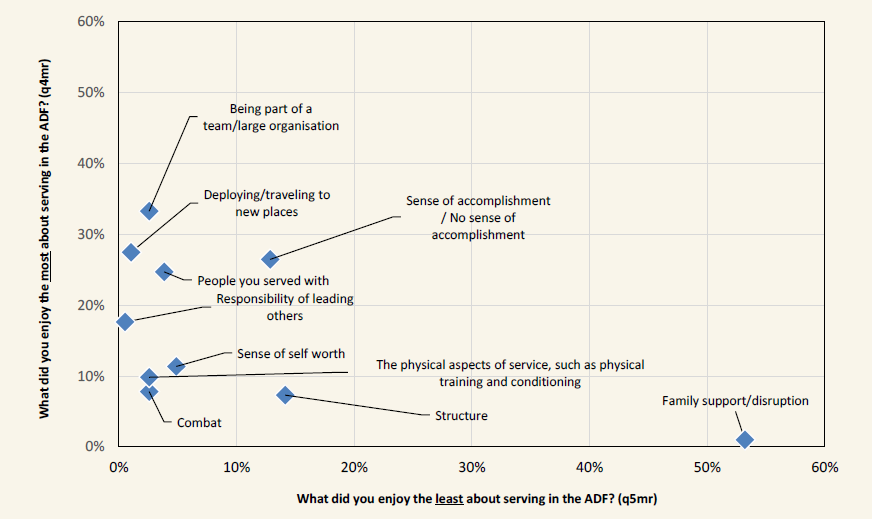 What did you enjoy the most about serving in the ADF? (q4mr)
60%
50%
40%
30%
20%
10%
0%
Being part of a
team/large organisation
Deploying/traveling to
new places
Sense of accomplishment
/ No sense of
accomplishment
People you served with
Responsibility of leading
others
Sense of self worth
The physical aspects of service, such as physical
training and conditioning
Family support/disruption
Structure
Combat
0%
10%
20%
30%
40%
50%
60%
What did you enjoy the least about serving in the ADF? (q5mr)